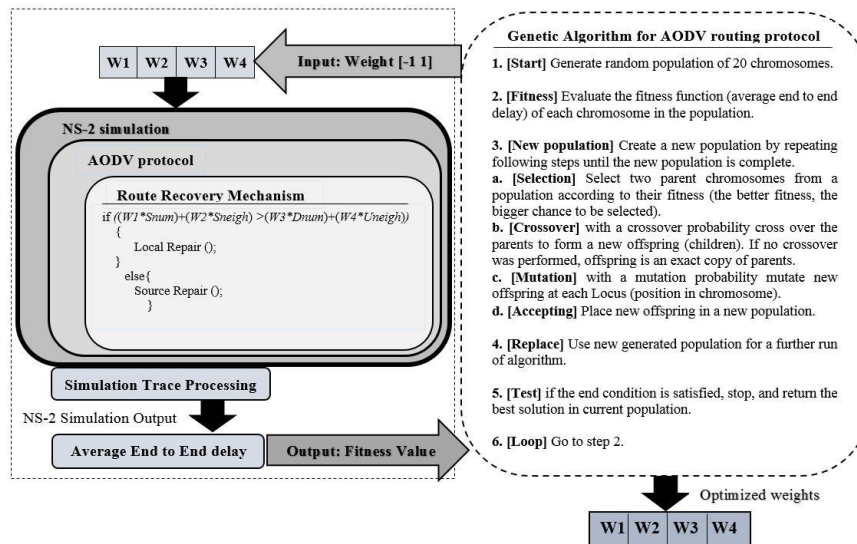 W1 W2 W3 W4
Input: Weight [-1 1]
NS-2 simulation
AODV protocol
Route Recovery Mechanism
if ((W1*Snum)+(W2*Sneigh) >(W3*Dnum)+(W4*Uneigh))
{
Local Repair ();
}
else{
Source Repair ();
}
Simulation Trace Processing
NS-2 Simulation Output
Average End to End delay
Output: Fitness Value
Genetic Algorithm for AODV routing protocol
1. [Start] Generate random population of 20 chromosomes.
2. [Fitness] Evaluate the fitness function (average end to end
delay) of each chromosome in the population.
3. [New population] Create a new population by repeating
following steps until the new population is complete.
a. [Selection] Select two parent chromosomes from a
population according to their fitness (the better fitness, the
bigger chance to be selected).
b. [Crossover] with a crossover probability cross over the
parents to form a new offspring (children). If no crossover
was performed, offspring is an exact copy of parents.
c. [Mutation] with a mutation probability mutate new
offspring at each Locus (position in chromosome).
d. [Accepting] Place new offspring in a new population.
4. [Replace] Use new generated population for a further run
of algorithm.
5. [Test] if the end condition is satisfied, stop, and return the
best solution in current population.
6. [Loop] Go to step 2.
Optimized weights
W1 W2 W3 W4